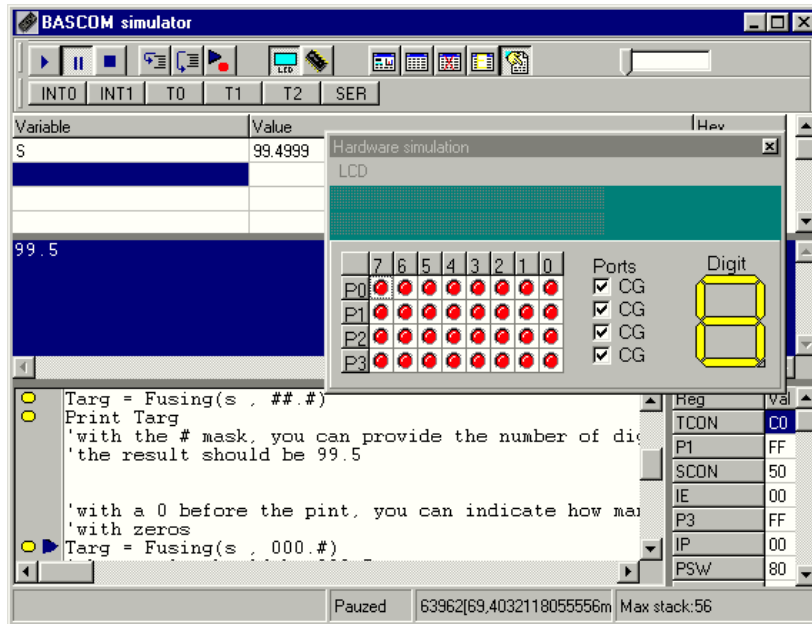 BASCOM simulator
INT0 INT1 T0 T1 T2 SER
Variable Value Hex
S 99.4999
Hardware simulation
LCD
99.5
7 6 5 4 3 2 1 0
Ports
Digit
P0
P1
P2
P3
CG
CG
CG
CG
Targ = Fusing(s , ##.#)
Print Targ
'with the # mask, you can provide the number of
'the result should be 99.5
'with a 0 before the pint, you can indicate how
'with zeros
Targ = Fusing(s , 000.#)
Reg Val
TCON C0
P1 FF
SCON 50
IE 00
P3 FF
IP 00
PSW 80
Pauzed 63962[69,4032118055556m Max stack:56